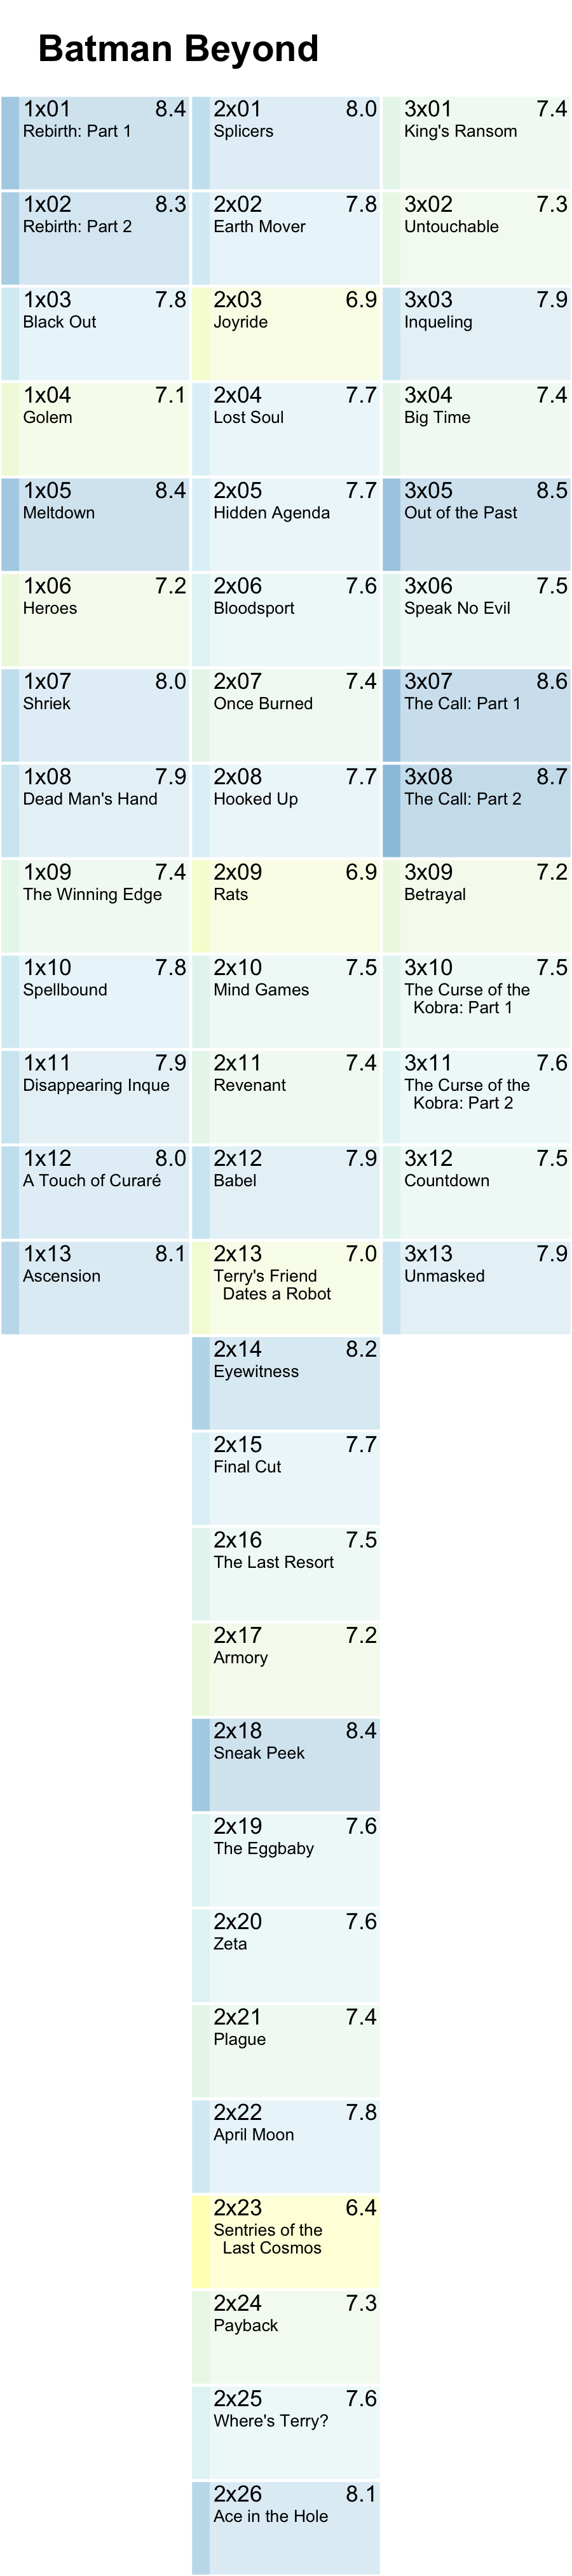 Batman Beyond
1x01 8.4
Rebirth: Part 1
1x02 8.3
Rebirth: Part 2
1x03 7.8
Black Out
1x04 7.1
Golem
1x05 8.4
Meltdown
1x06 7.2
Heroes
1x07 8.0
Shriek
1x08 7.9
Dead Man's Hand
1x09 7.4
The Winning Edge
1x10 7.8
Spellbound
1x11 7.9
Disappearing Inque
1x12 8.0
A Touch of Curaré
1x13 8.1
Ascension
2x01 8.0
Splicers
2x02 7.8
Earth Mover
2x03 6.9
Joyride
2x04 7.7
Lost Soul
2x05 7.7
Hidden Agenda
2x06 7.6
Bloodsport
2x07 7.4
Once Burned
2x08 7.7
Hooked Up
2x09 6.9
Rats
2x10 7.5
Mind Games
2x11 7.4
Revenant
2x12 7.9
Babel
2x13 7.0
Terry's Friend
Dates a Robot
2x14 8.2
Eyewitness
2x15 7.7
Final Cut
2x16 7.5
The Last Resort
2x17 7.2
Armory
2x18 8.4
Sneak Peek
2x19 7.6
The Eggbaby
2x20 7.6
Zeta
2x21 7.4
Plague
2x22 7.8
April Moon
2x23 6.4
Sentries of the
Last Cosmos
2x24 7.3
Payback
2x25 7.6
Where's Terry?
2x26 8.1
Ace in the Hole
3x01 7.4
King's Ransom
3x02 7.3
Untouchable
3x03 7.9
Inqueling
3x04 7.4
Big Time
3x05 8.5
Out of the Past
3x06 7.5
Speak No Evil
3x07 8.6
The Call: Part 1
3x08 8.7
The Call: Part 2
3x09 7.2
Betrayal
3x10 7.5
The Curse of the
Kobra: Part 1
3x11 7.6
The Curse of the
Kobra: Part 2
3x12 7.5
Countdown
3x13 7.9
Unmasked